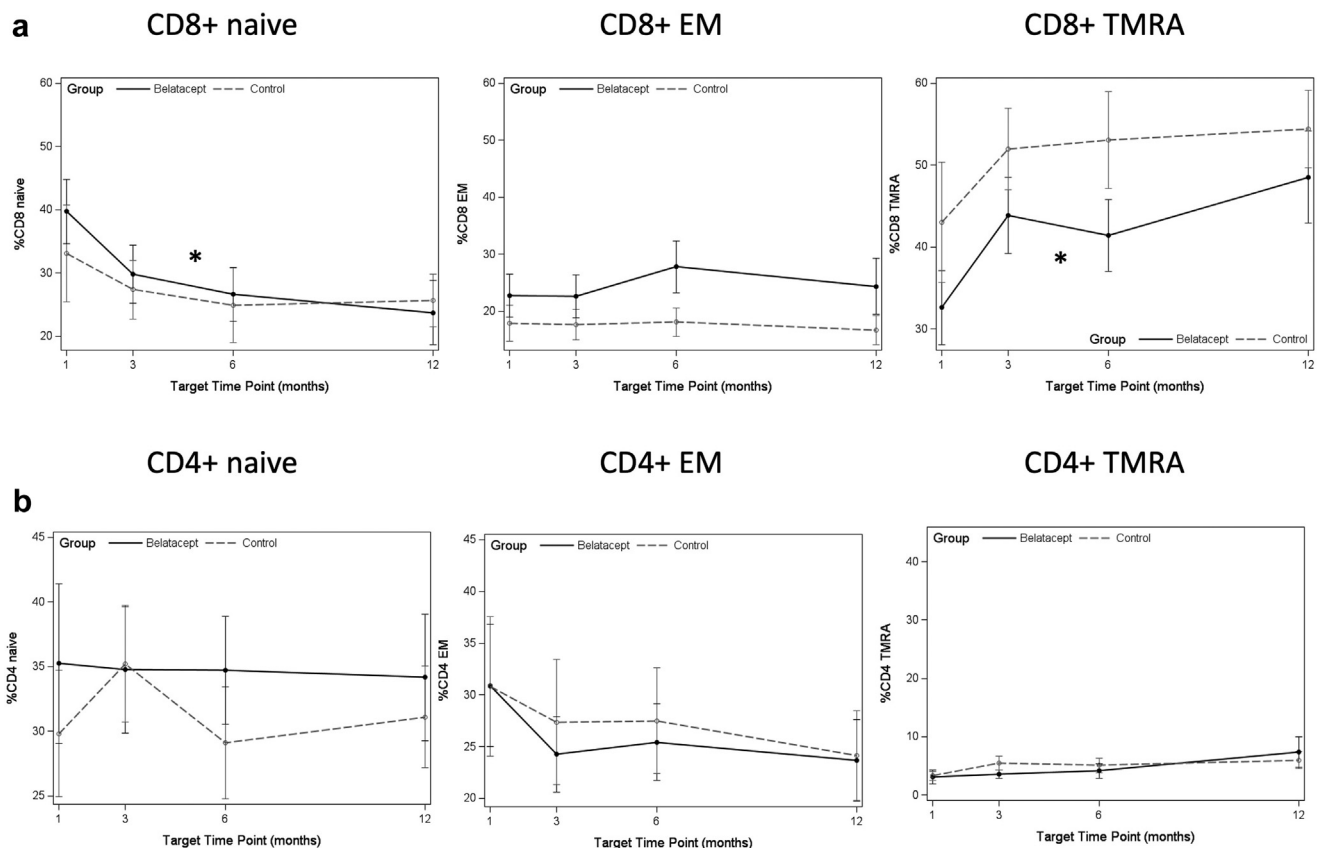 a
CD8+ naive
CD8+ EM
CD8+ TMRA
Group Belatacept Control
60
50
40
30
20
%CD8 naive
*
1 3 6 12
Target Time Point (months)
Group Belatacept Control
60
50
40
30
20
%CD8 EM
1 3 6 12
Target Time Point (months)
60
50
40
30
%CD8 TMRA
*
Group Belatacept Control
1 3 6 12
Target Time Point (months)
b
CD4+ naive
CD4+ EM
CD4+ TMRA
Group Belatacept Control
45
40
35
30
25
%CD4 naive
1 3 6 12
Target Time Point (months)
Group Belatacept Control
45
40
35
30
25
20
%CD4 EM
1 3 6 12
Target Time Point (months)
Group Belatacept Control
40
30
20
10
0
%CD4 TMRA
1 3 6 12
Target Time Point (months)